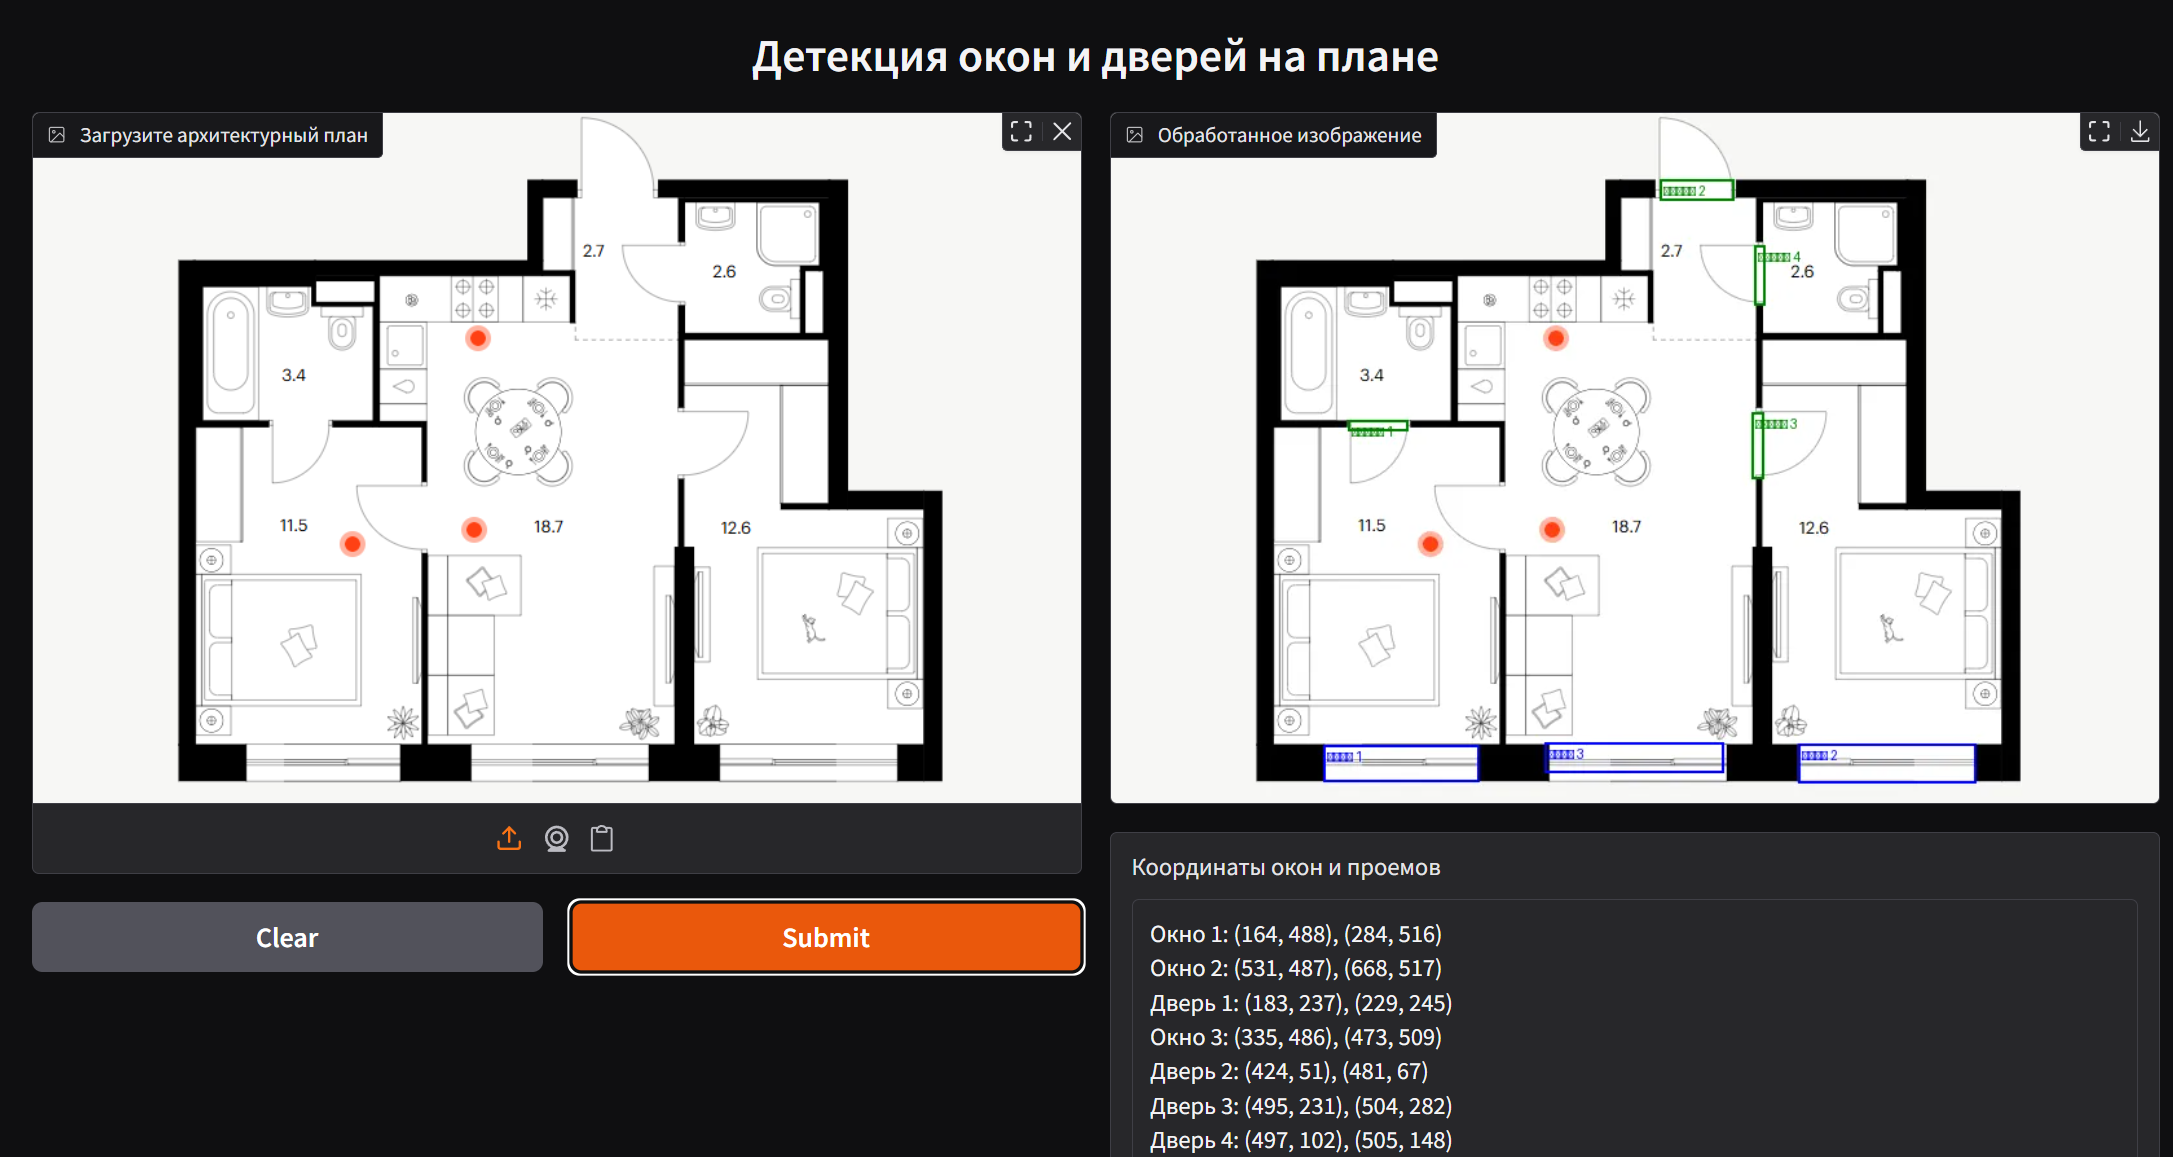 Детекция окон и дверей на плане
Загрузите архитектурный план
2.7
2.6
3.4
11.5
18.7
12.6
Clear
Submit
Обработанное изображение
2
2.7
4
2.6
3.4
1
3
11.5
18.7
12.6
1
3
2
Координаты окон и проемов
Окно 1: (164, 488), (284, 516)
Окно 2: (531, 487), (668, 517)
Дверь 1: (183, 237), (229, 245)
Окно 3: (335, 486), (473, 509)
Дверь 2: (424, 51), (481, 67)
Дверь 3: (495, 231), (504, 282)
Дверь 4: (497, 102), (505, 148)